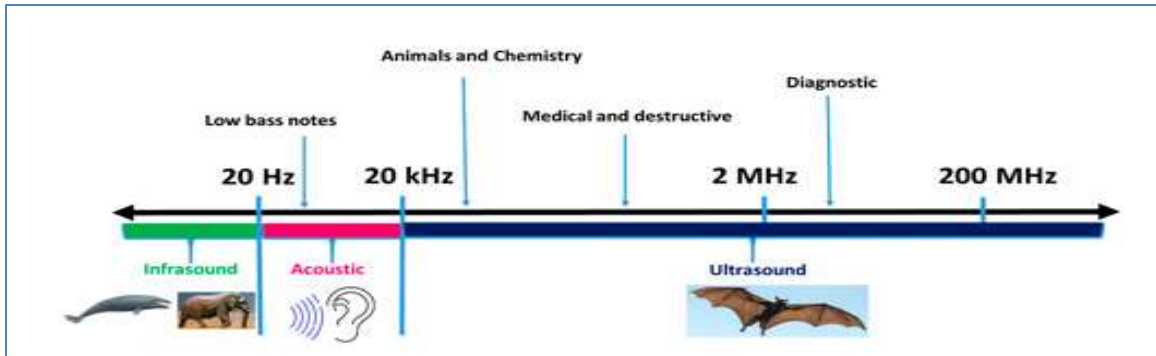 Animals and Chemistry
Diagnostic
Low bass notes
Medical and destructive
20 Hz
20 kHz
2 MHz
200 MHz
Infrasound
Acoustic
Ultrasound